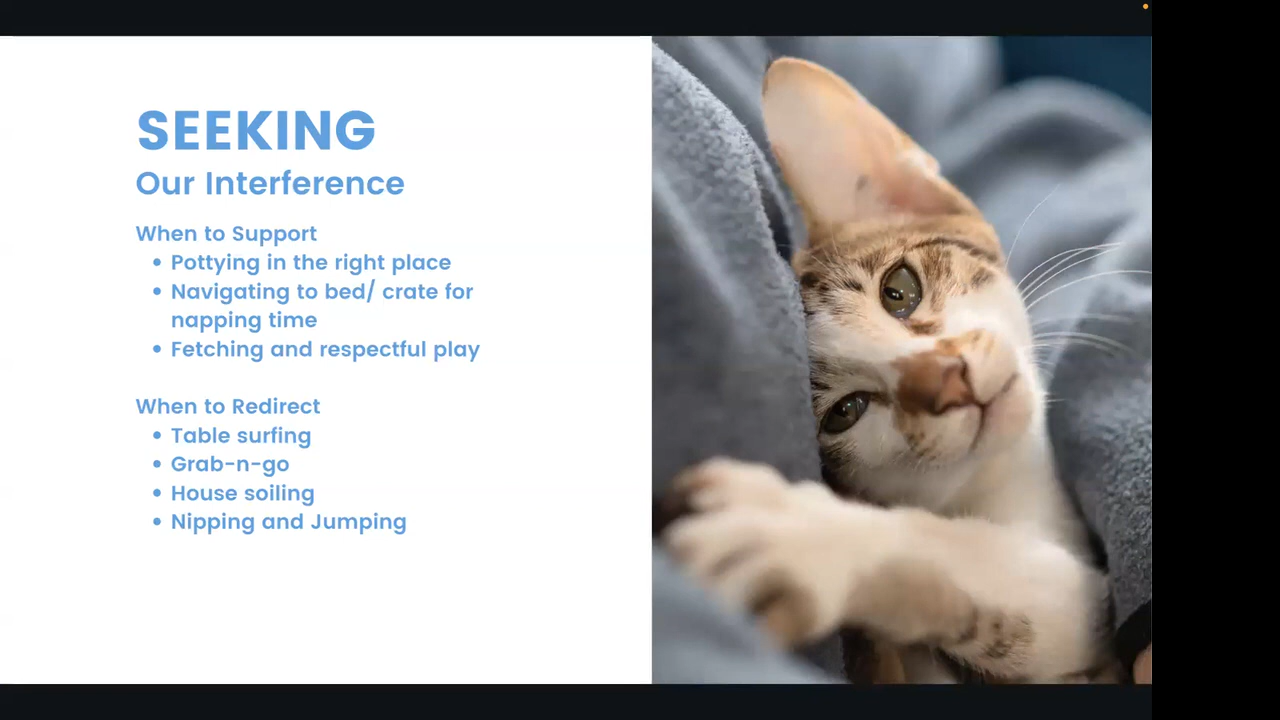 SEEKING
Our Interference
When to Support
• Pottying in the right place
• Navigating to bed/ crate for
napping time
• Fetching and respectful play
When to Redirect
• Table surfing
• Grab-n-go
• House soiling
• Nipping and Jumping